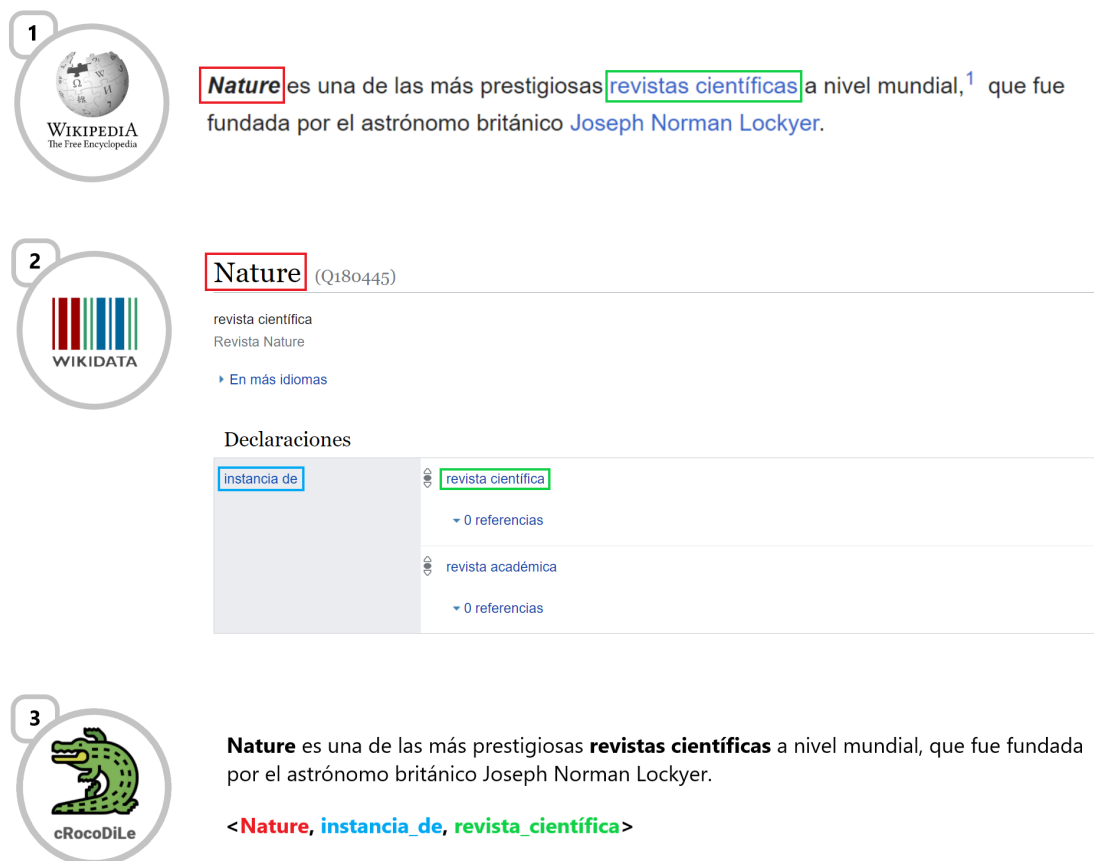 1
WIKIPEDIA
The Free Encyclopedia
Nature es una de las más prestigiosas revistas científicas a nivel mundial,1 que fue
fundada por el astrónomo británico Joseph Norman Lockyer.
2
WIKIDATA
Nature (Q180445)
revista científica
Revista Nature
En más idiomas
Declaraciones
instancia de
revista científica
0 referencias
revista académica
0 referencias
3
cRocoDiLe
Nature es una de las más prestigiosas revistas científicas a nivel mundial, que fue fundada
por el astrónomo británico Joseph Norman Lockyer.
<Nature, instancia_de, revista_científica>